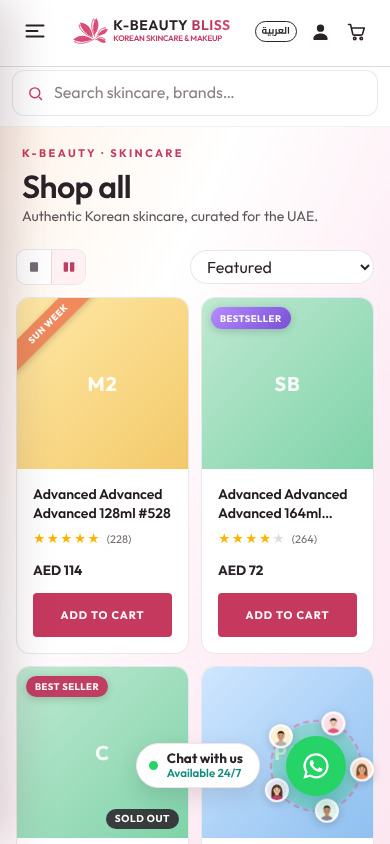 K-BEAUTY BLISS
KOREAN SKINCARE & MAKEUP
العربية
Search skincare, brands…
K-BEAUTY · SKINCARE
Shop all
Authentic Korean skincare, curated for the UAE.
Featured
SUN WEEK
M2
Advanced Advanced
Advanced 128ml #528
(228)
AED 114
ADD TO CART
BESTSELLER
SB
Advanced Advanced
Advanced 164ml…
(264)
AED 72
ADD TO CART
BEST SELLER
C
SOLD OUT
Chat with us
Available 24/7